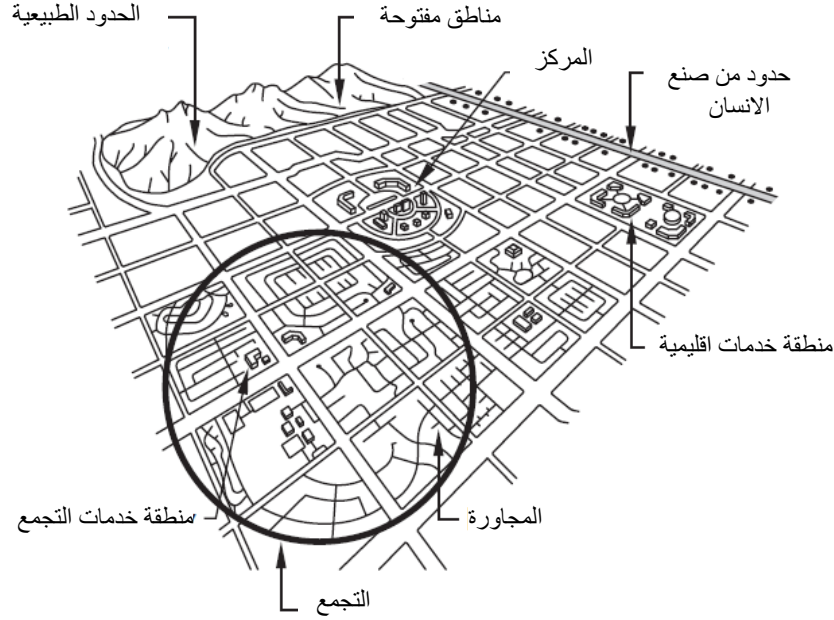 الحدود الطبيعية
مناطق مفتوحة
المركز
حدود من صنع
الانسان
منطقة خدمات اقليمية
المجاورة
منطقة خدمات التجمع
التجمع